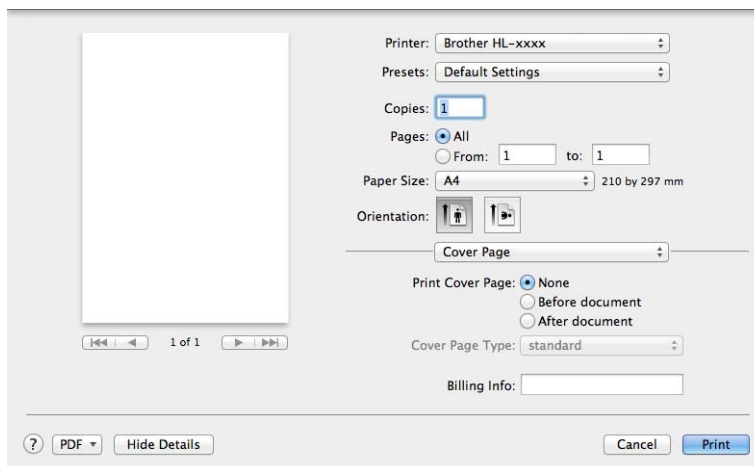 Printer: Brother HL-xxxx
Presets: Default Settings
Copies: 1
Pages: All
From: 1 to: 1
Paper Size: A4 210 by 297 mm
Orientation:
Cover Page
Print Cover Page: None
Before document
After document
Cover Page Type: standard
Billing Info:
1 of 1
? PDF Hide Details Cancel Print